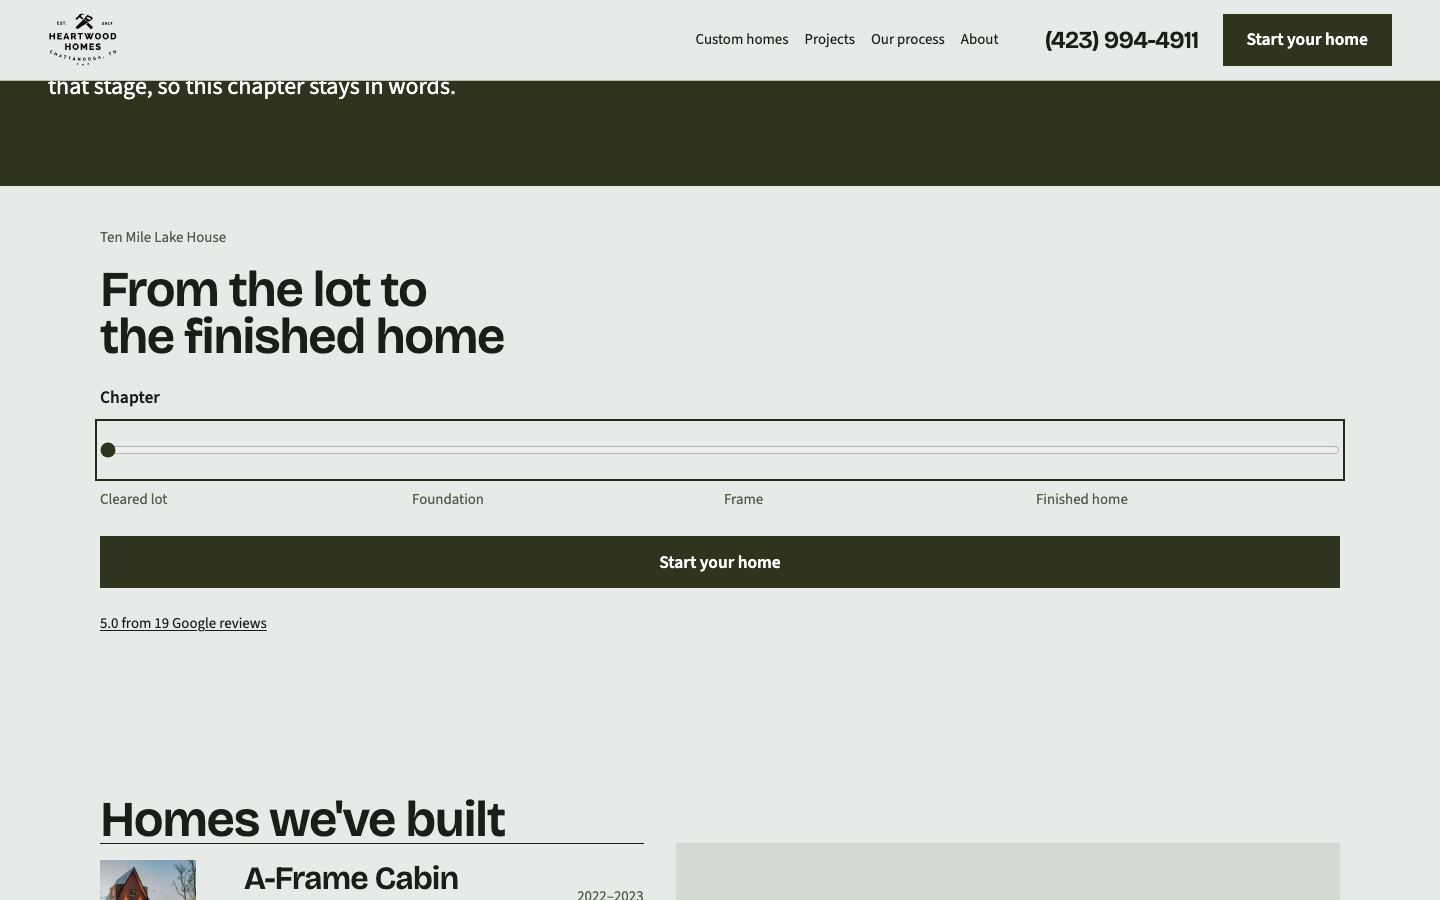 EST. 2017
HEARTWOOD
HOMES
CHATTANOOGA, TN
Custom homes
Projects
Our process
About
(423) 994-4911
Start your home
that stage, so this chapter stays in words.
Ten Mile Lake House
From the lot to
the finished home
Chapter
Cleared lot
Foundation
Frame
Finished home
Start your home
5.0 from 19 Google reviews
Homes we've built
A-Frame Cabin
2022–2023